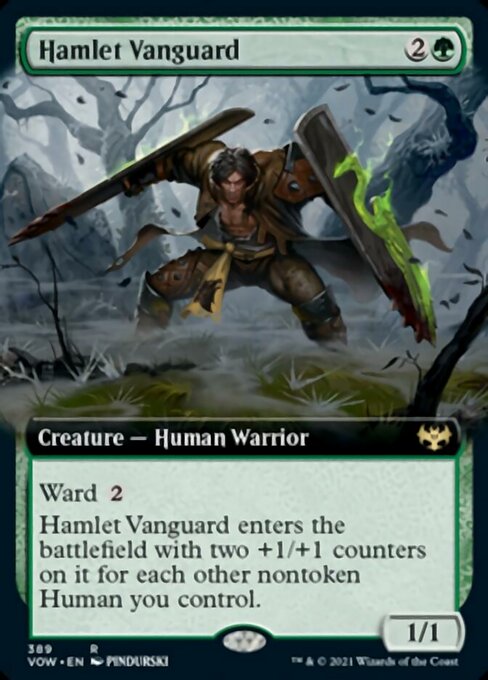 Hamlet Vanguard 2
Creature — Human Warrior
Ward 2
Hamlet Vanguard enters the
battlefield with two +1/+1 counters
on it for each other nontoken
Human you control.
1/1
389 R
VOW • EN PINDURSKI ™ & © 2021 Wizards of the Coast